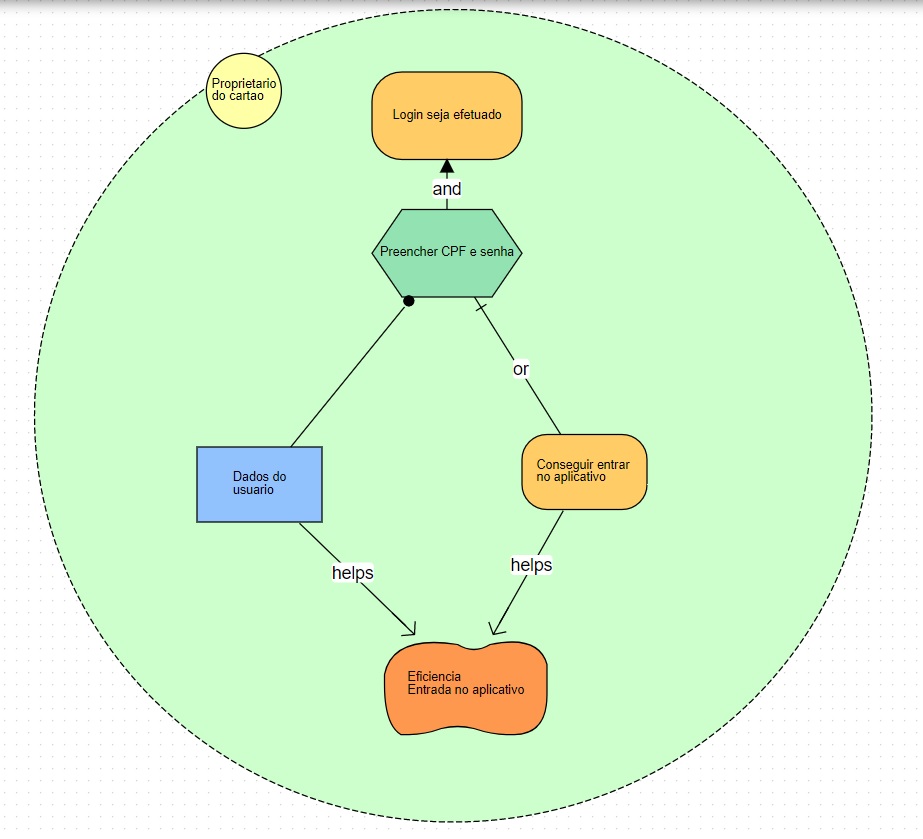 Proprietario
do cartao
Login seja efetuado
and
Preencher CPF e senha
or
Dados do
usuario
Conseguir entrar
no aplicativo
helps
helps
Eficiencia
Entrada no aplicativo